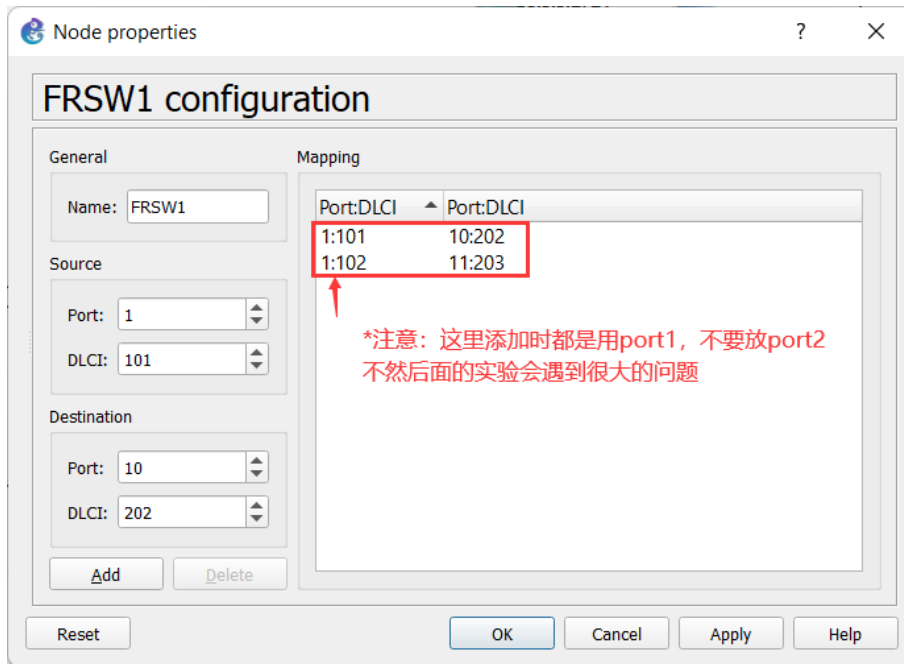 Node properties
FRSW1 configuration
General
Name: FRSW1
Source
Port: 1
DLCI: 101
Destination
Port: 10
DLCI: 202
Add Delete
Mapping
Port:DLCI Port:DLCI
1:101 10:202
1:102 11:203
*注意：这里添加时都是用port1，不要放port2
不然后面的实验会遇到很大的问题
Reset OK Cancel Apply Help